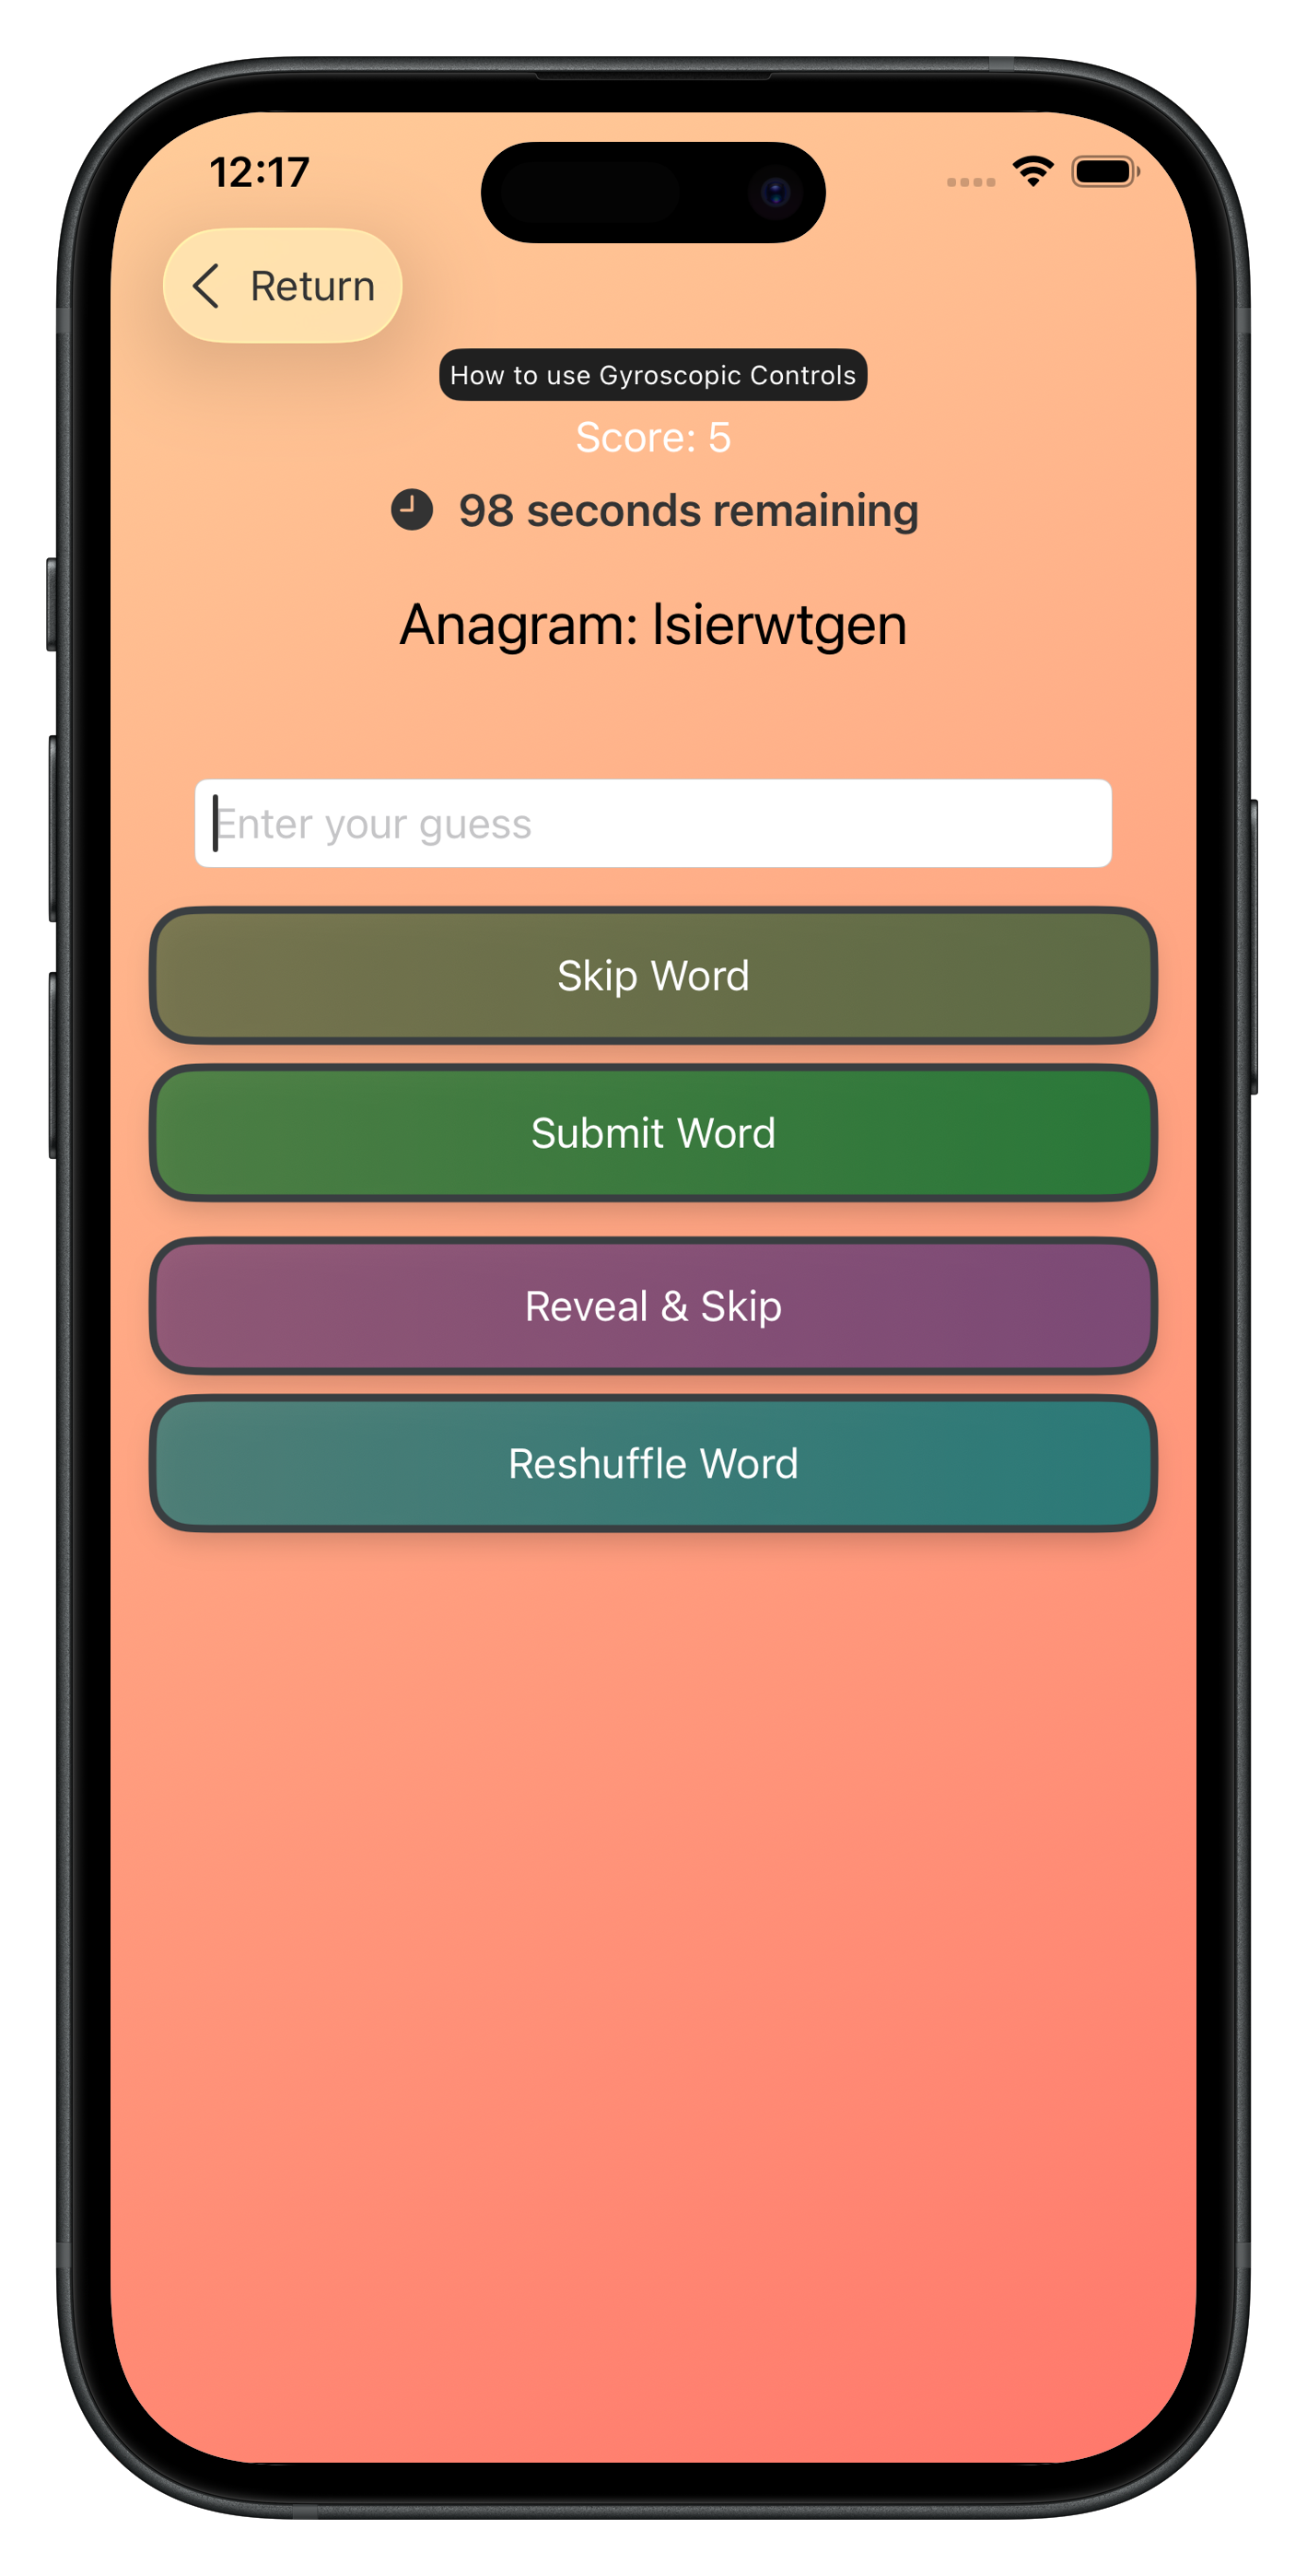 12:17
Return
How to use Gyroscopic Controls
Score: 5
98 seconds remaining
Anagram: lsierwtgen
Enter your guess
Skip Word
Submit Word
Reveal & Skip
Reshuffle Word